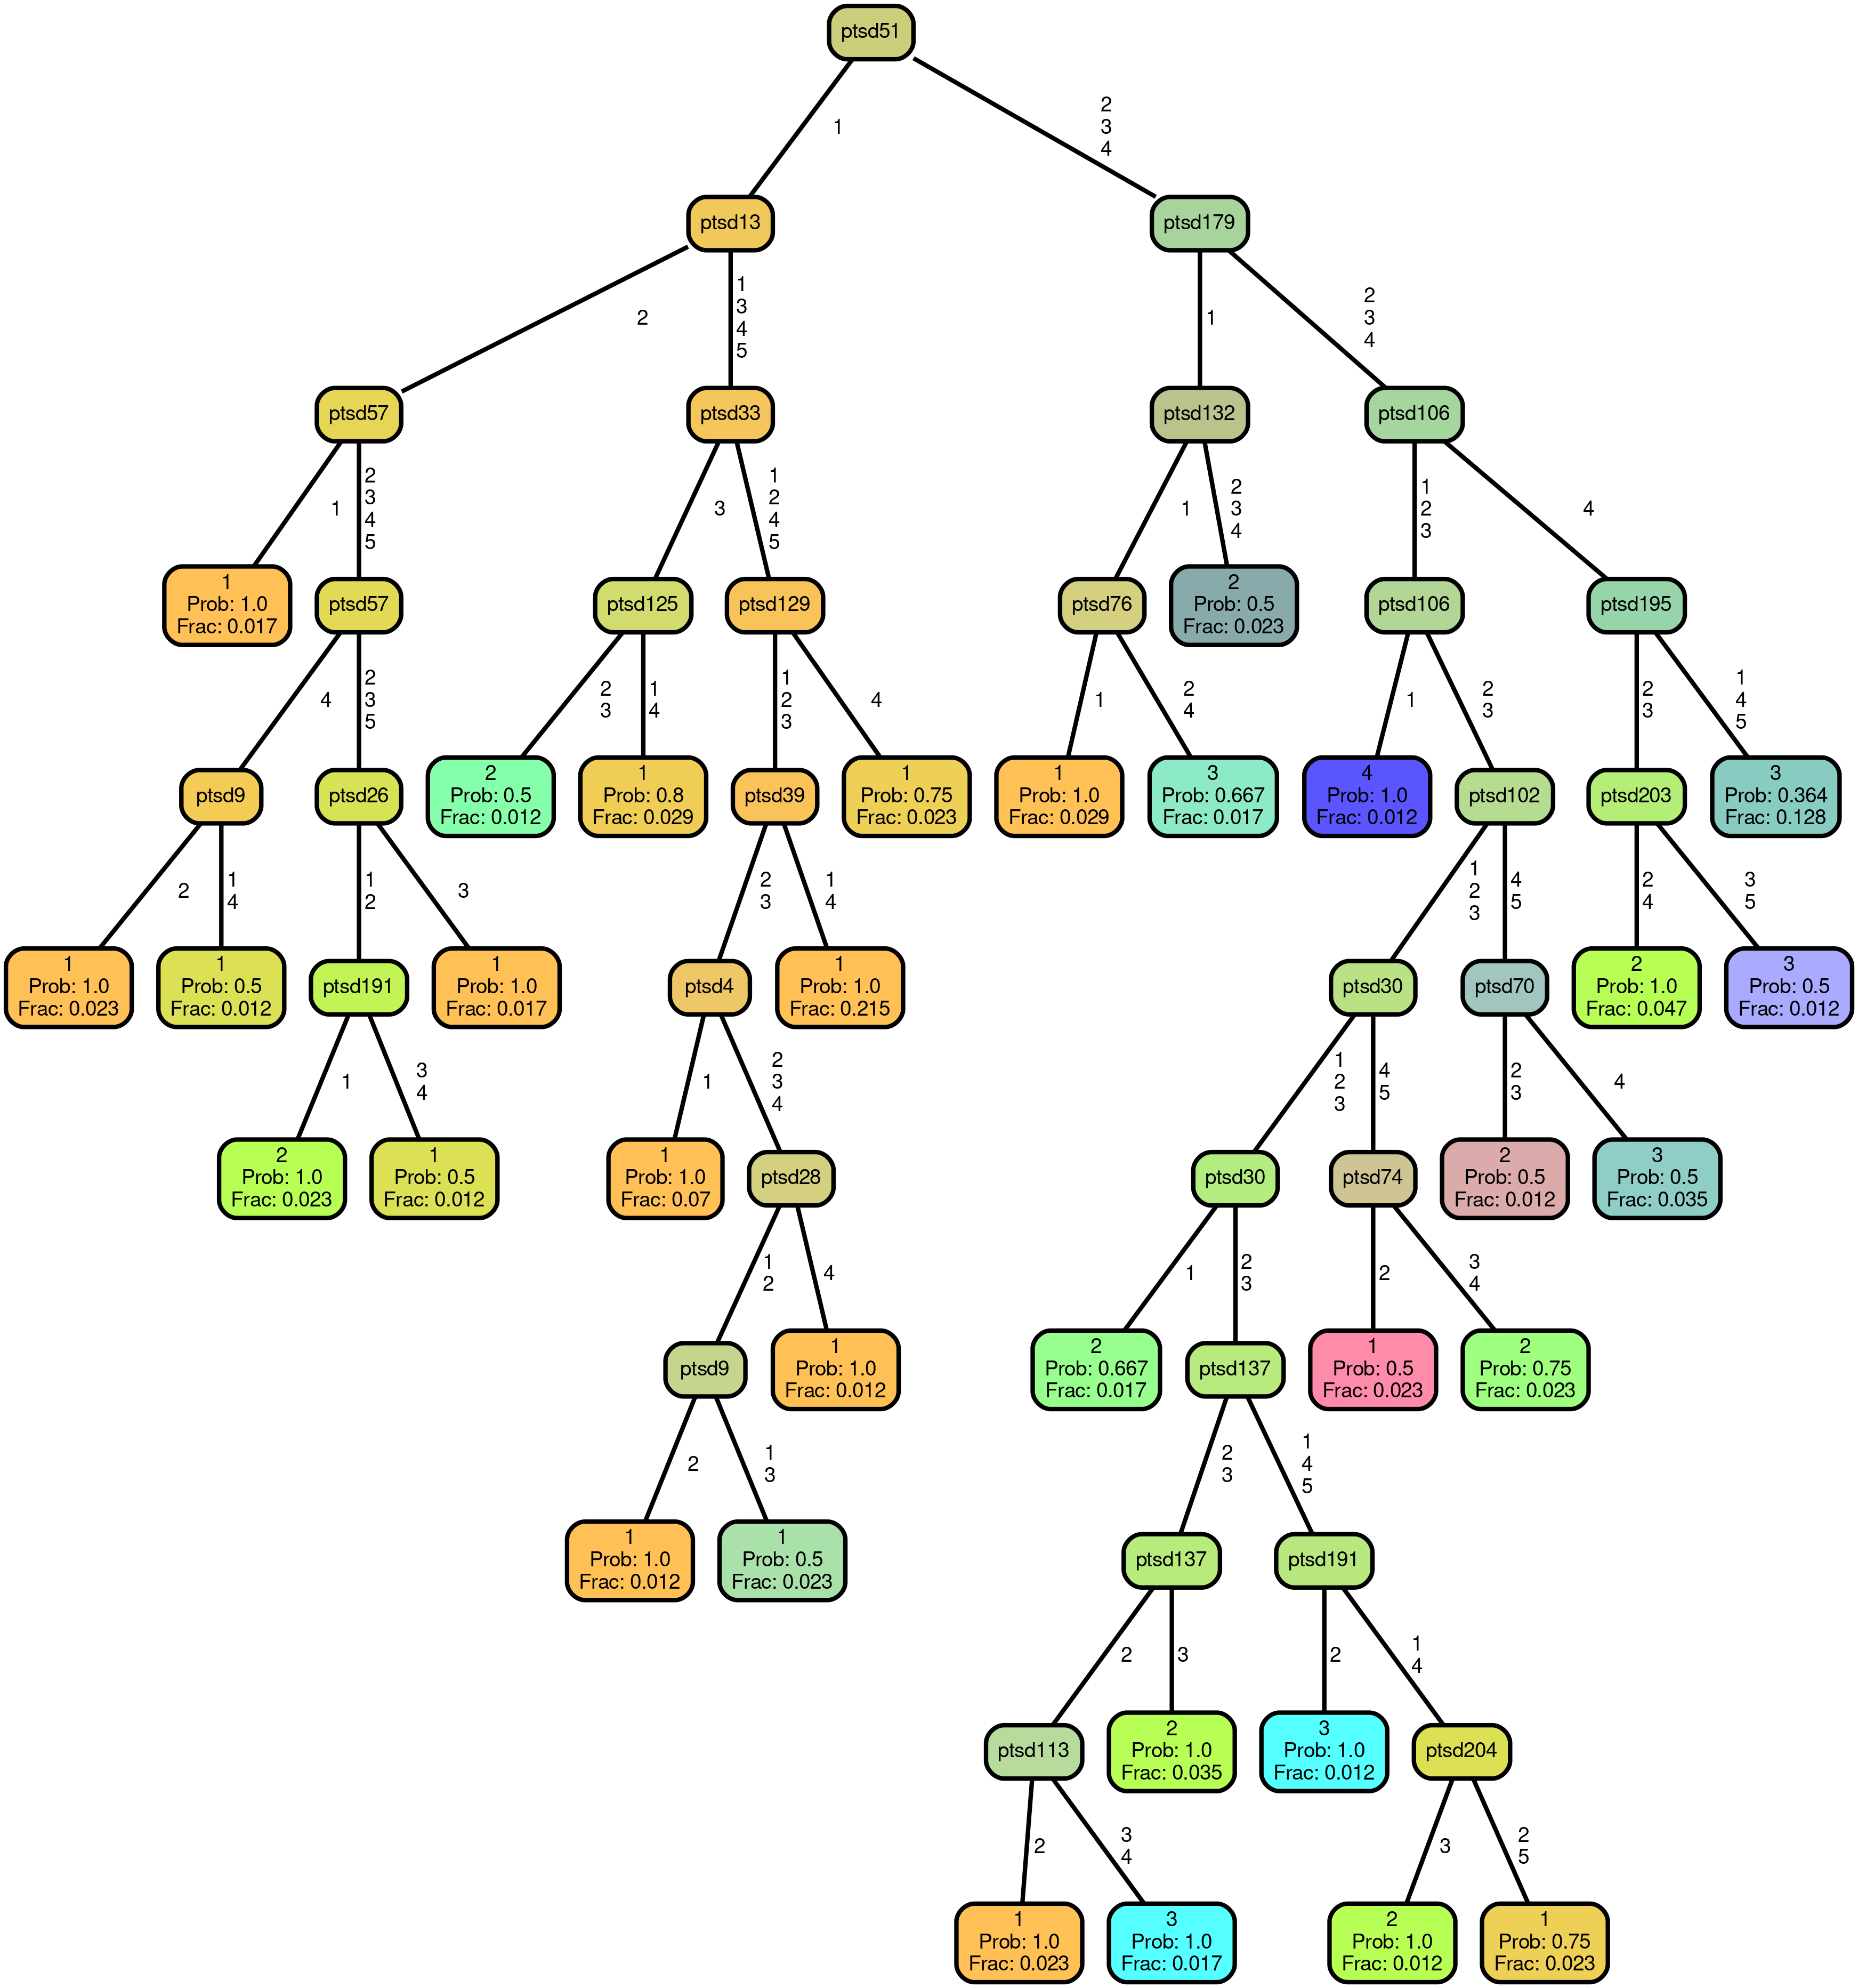 ptsd51
1
2
3
4
ptsd13
ptsd179
2
1
3
4
5
1
2
3
4
ptsd57
ptsd33
ptsd132
ptsd106
1
2
3
4
5
3
1
2
4
5
1
2
3
4
1
2
3
4
1
Prob: 1.0
Frac: 0.017
ptsd57
ptsd125
ptsd129
ptsd76
2
Prob: 0.5
Frac: 0.023
ptsd106
ptsd195
4
2
3
5
2
3
1
4
1
2
3
4
1
2
4
1
2
3
2
3
1
4
5
ptsd9
ptsd26
2
Prob: 0.5
Frac: 0.012
1
Prob: 0.8
Frac: 0.029
ptsd39
1
Prob: 0.75
Frac: 0.023
1
Prob: 1.0
Frac: 0.029
3
Prob: 0.667
Frac: 0.017
4
Prob: 1.0
Frac: 0.012
ptsd102
ptsd203
3
Prob: 0.364
Frac: 0.128
2
1
4
1
2
3
2
3
1
4
1
2
3
4
5
2
4
3
5
1
Prob: 1.0
Frac: 0.023
1
Prob: 0.5
Frac: 0.012
ptsd191
1
Prob: 1.0
Frac: 0.017
ptsd4
1
Prob: 1.0
Frac: 0.215
ptsd30
ptsd70
2
Prob: 1.0
Frac: 0.047
3
Prob: 0.5
Frac: 0.012
1
3
4
1
2
3
4
1
2
3
4
5
2
3
4
2
Prob: 1.0
Frac: 0.023
1
Prob: 0.5
Frac: 0.012
1
Prob: 1.0
Frac: 0.07
ptsd28
ptsd30
ptsd74
2
Prob: 0.5
Frac: 0.012
3
Prob: 0.5
Frac: 0.035
1
2
4
1
2
3
2
3
4
ptsd9
1
Prob: 1.0
Frac: 0.012
2
Prob: 0.667
Frac: 0.017
ptsd137
1
Prob: 0.5
Frac: 0.023
2
Prob: 0.75
Frac: 0.023
2
1
3
2
3
1
4
5
1
Prob: 1.0
Frac: 0.012
1
Prob: 0.5
Frac: 0.023
ptsd137
ptsd191
2
3
2
1
4
ptsd113
2
Prob: 1.0
Frac: 0.035
3
Prob: 1.0
Frac: 0.012
ptsd204
2
3
4
3
2
5
1
Prob: 1.0
Frac: 0.023
3
Prob: 1.0
Frac: 0.017
2
Prob: 1.0
Frac: 0.012
1
Prob: 0.75
Frac: 0.023